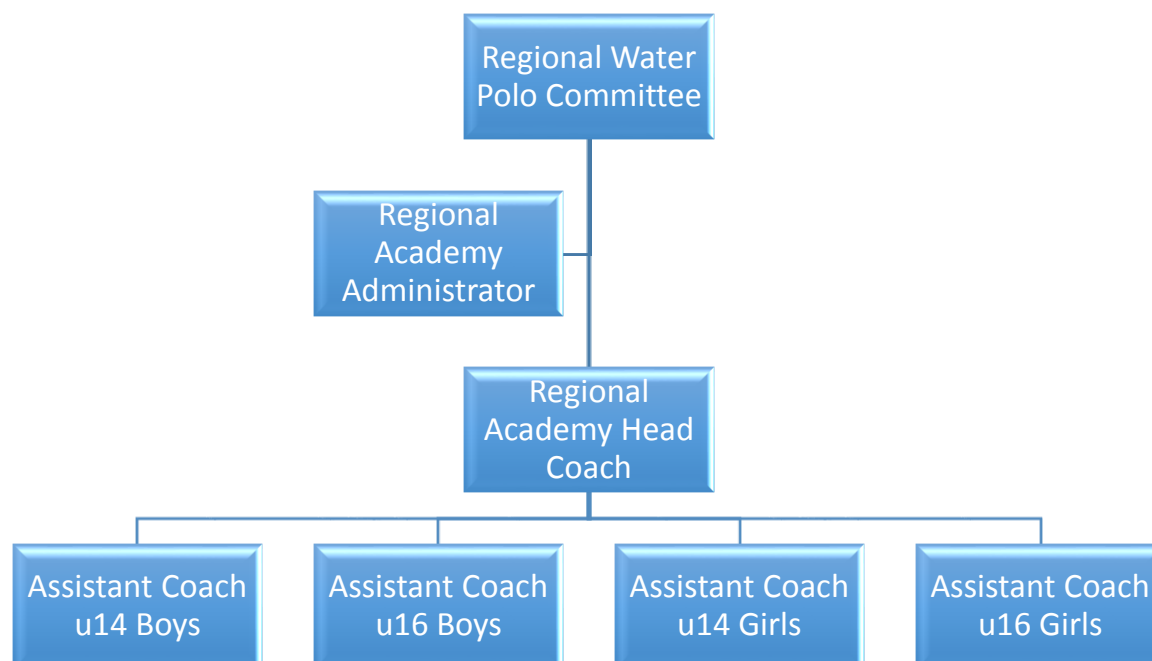 Regional Water
Polo Committee
Regional
Academy
Administrator
Regional
Academy Head
Coach
Assistant Coach
u14 Boys
Assistant Coach
u16 Boys
Assistant Coach
u14 Girls
Assistant Coach
u16 Girls